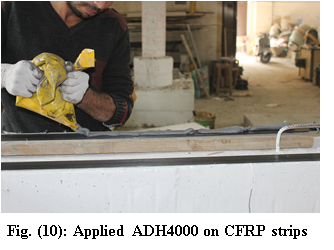 Fig. (10): Applied ADH4000 on CFRP strips